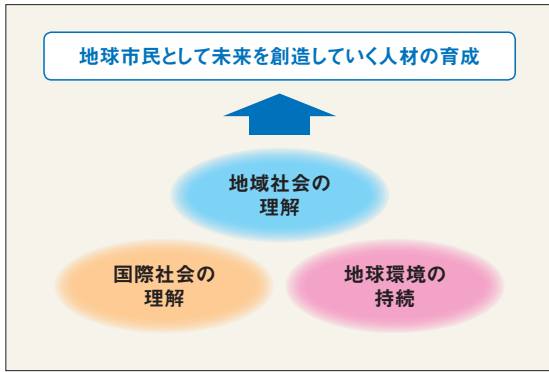 地球市民として未来を創造していく人材の育成
地域社会の
理解
国際社会の
理解
地球環境の
持続